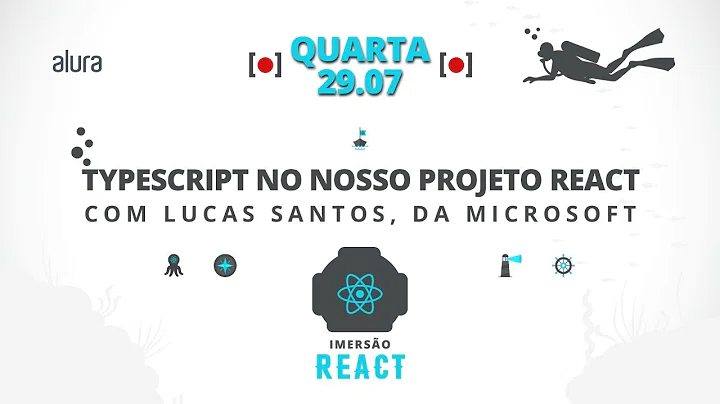 alura
[●] QUARTA [●]
29.07
TYPESCRIPT NO NOSSO PROJETO REACT
COM LUCAS SANTOS, DA MICROSOFT
IMERSÃO
REACT